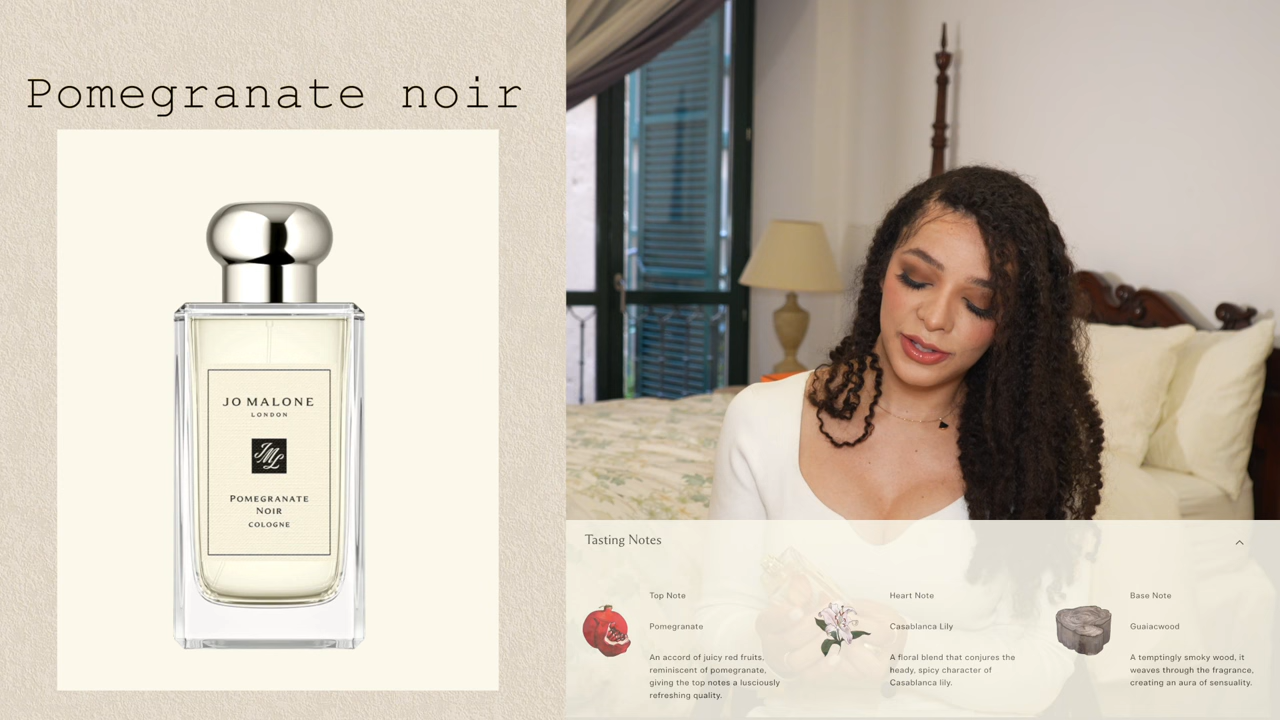 Pomegranate noir
JO MALONE
LONDON
JML
POMEGRANATE
NOIR
COLOGNE
Tasting Notes
Top Note
Pomegranate
An accord of juicy red fruits,
reminiscent of pomegranate,
giving the top notes a lusciously
refreshing quality.
Heart Note
Casablanca Lily
A floral blend that conjures the
heady, spicy character of
Casablanca lily.
Base Note
Guaiacwood
A temptingly smoky wood, it
weaves through the fragrance,
creating an aura of sensuality.